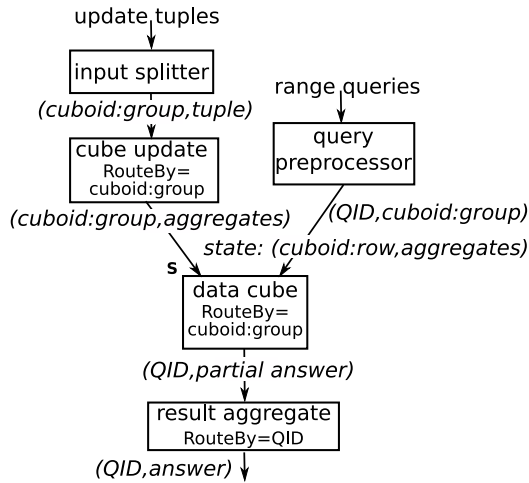 update tuples
input splitter
(cuboid:group,tuple)
range queries
cube update
RouteBy=
cuboid:group
query
preprocessor
(cuboid:group,aggregates)
(QID,cuboid:group)
state: (cuboid:row,aggregates)
s
data cube
RouteBy=
cuboid:group
(QID,partial answer)
result aggregate
RouteBy=QID
(QID,answer)